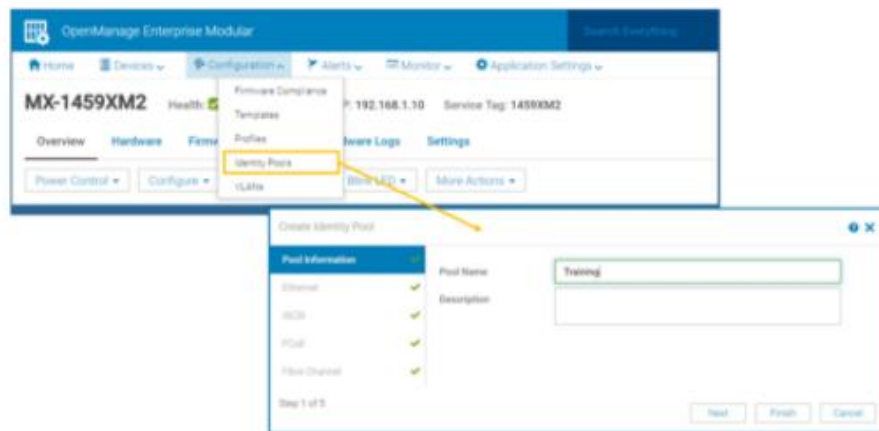 OpenManage Enterprise Modular Search Everything
Home Devices Configuration Alerts Monitor Application Settings
MX-1459XM2 Health: P: 192.168.1.10 Service Tag: 1459XM2
Firmware Compliance
Templates
Profiles
Identity Pools
VLANs
Overview Hardware Firmw ware Logs Settings
Power Control Configure Blink LED More Actions
Create Identity Pool
Pool Information
Ethernet
iSCSI
FCoE
Fibre Channel
Pool Name Training
Description
Step 1 of 5
Next Finish Cancel